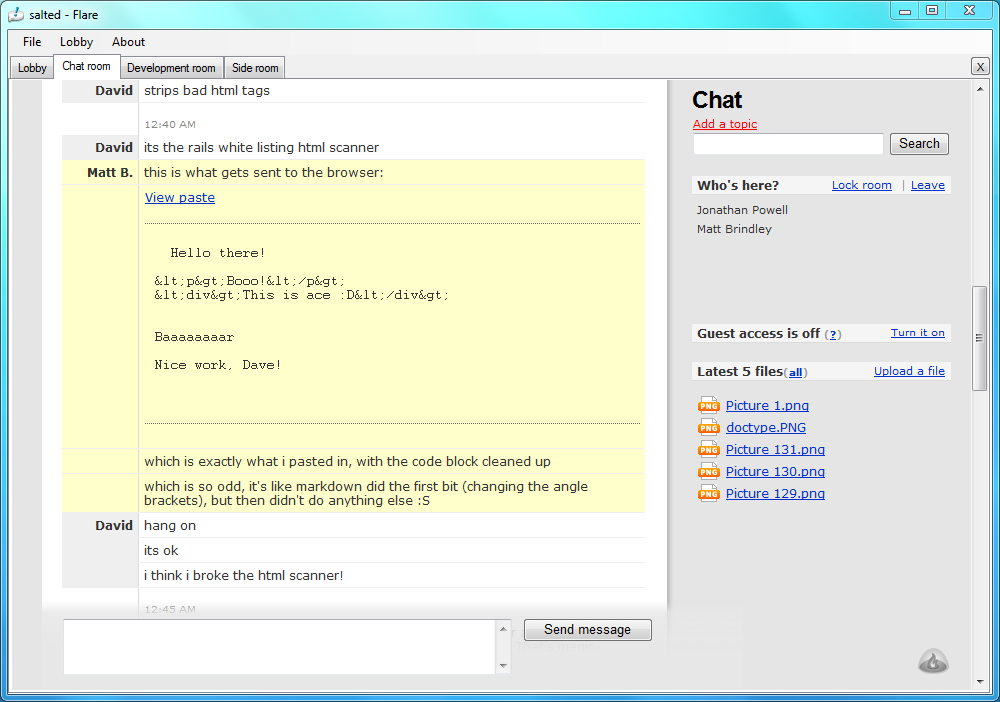 salted - Flare
File Lobby About
Lobby Chat room Development room Side room X
David strips bad html tags
12:40 AM
David its the rails white listing html scanner
Matt B. this is what gets sent to the browser:
View paste
Hello there!
&lt;p&gt;Booo!&lt;/p&gt;
&lt;div&gt;This is ace :D&lt;/div&gt;
Baaaaaaaar
Nice work, Dave!
which is exactly what i pasted in, with the code block cleaned up
which is so odd, it's like markdown did the first bit (changing the angle
brackets), but then didn't do anything else :S
David hang on
its ok
i think i broke the html scanner!
12:45 AM
Send message
Chat
Add a topic
Search
Who's here? Lock room | Leave
Jonathan Powell
Matt Brindley
Guest access is off (?) Turn it on
Latest 5 files(all) Upload a file
PNG Picture 1.png
PNG doctype.PNG
PNG Picture 131.png
PNG Picture 130.png
PNG Picture 129.png